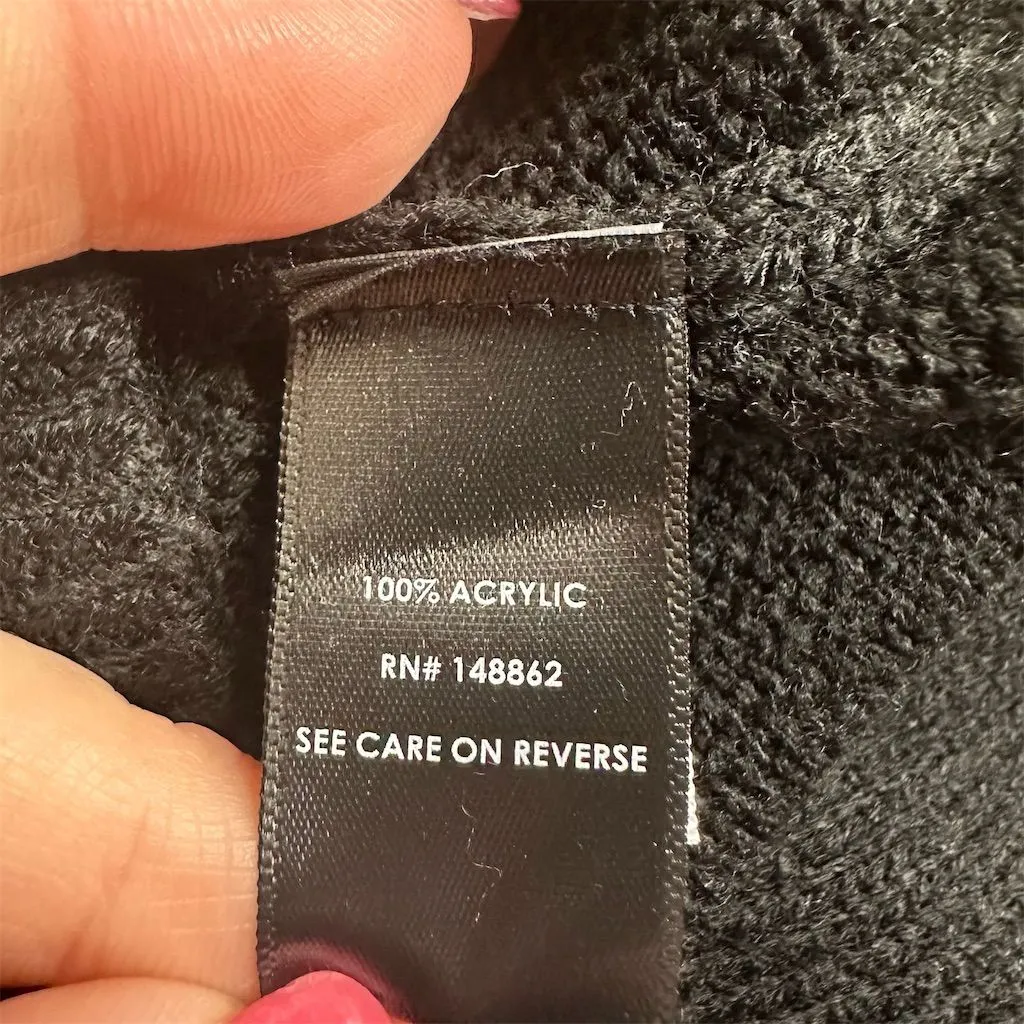 100% ACRYLIC
RN# 148862
SEE CARE ON REVERSE